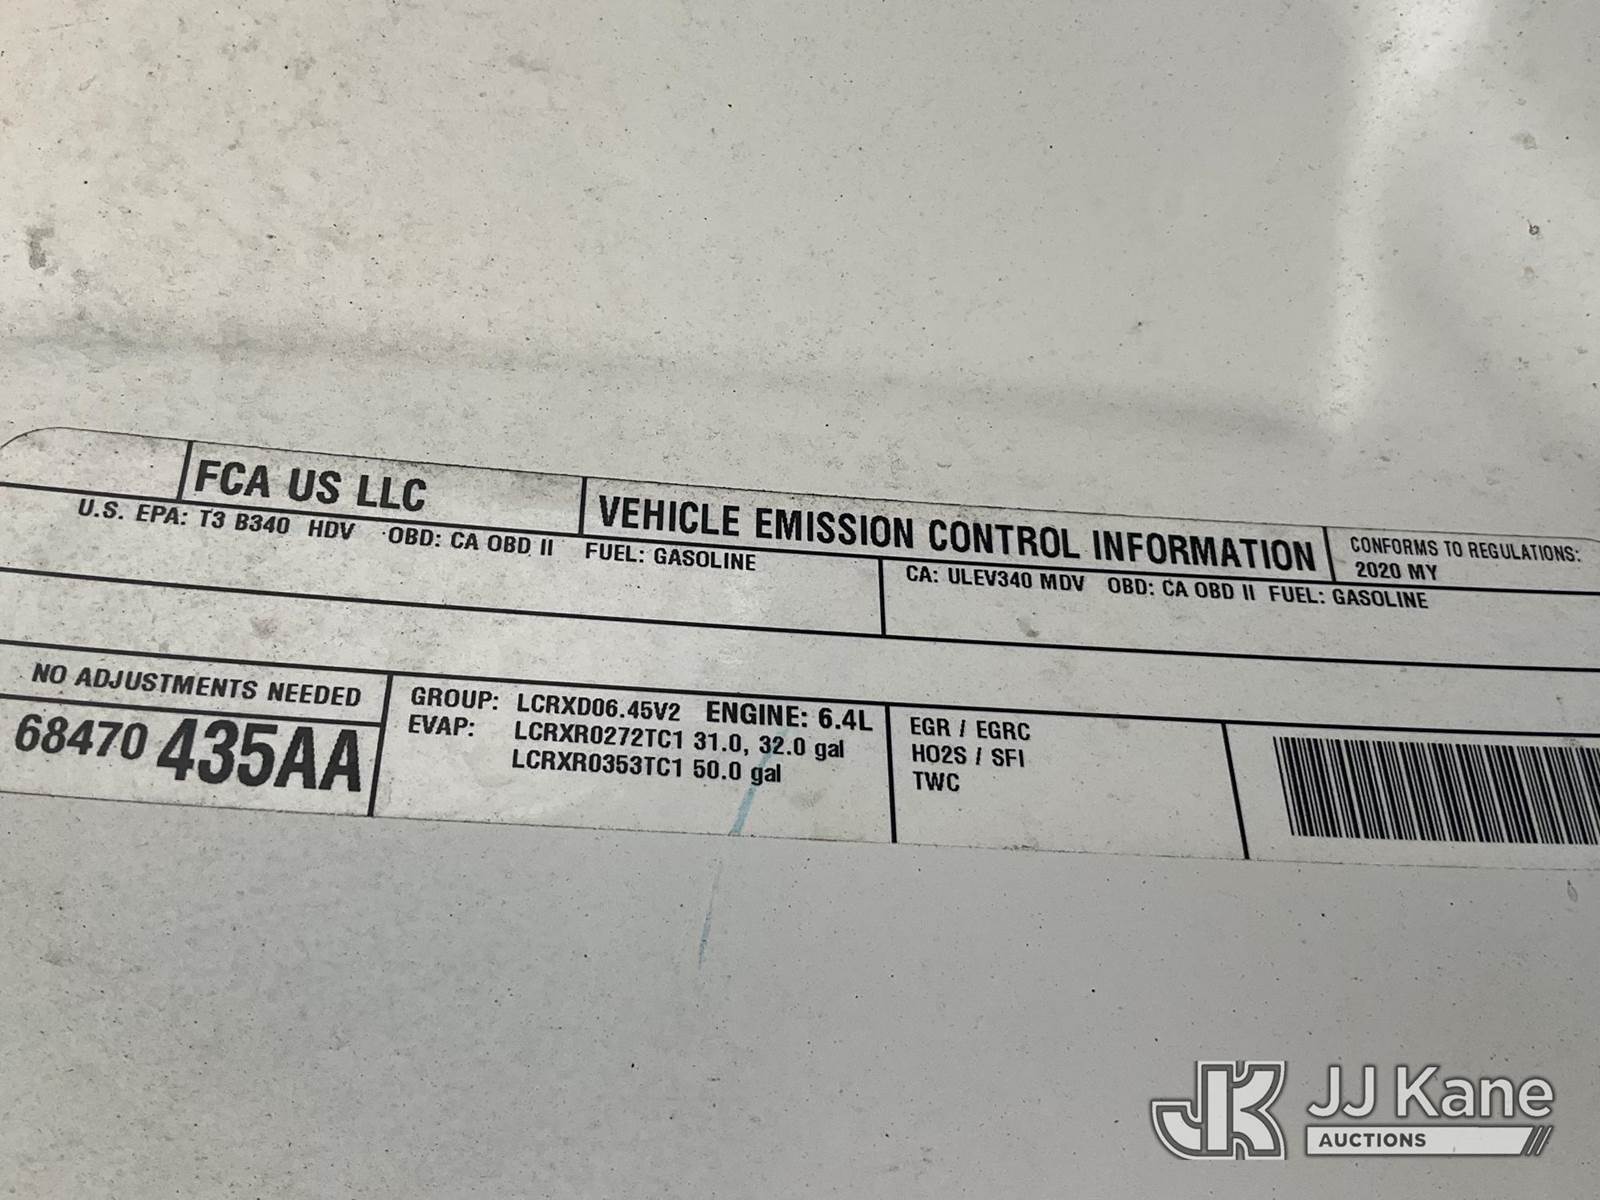 FCA US LLC
VEHICLE EMISSION CONTROL INFORMATION
CONFORMS TO REGULATIONS:
2020 MY
U.S. EPA: T3 B340 HDV OBD: CA OBD II FUEL: GASOLINE
CA: ULEV340 MDV OBD: CA OBD II FUEL: GASOLINE
NO ADJUSTMENTS NEEDED
68470 435AA
GROUP: LCRXD06.45V2 ENGINE: 6.4L
EVAP: LCRXR0272TC1 31.0, 32.0 gal
LCRXR0353TC1 50.0 gal
EGR / EGRC
HO2S / SFI
TWC
JK JJ Kane
AUCTIONS